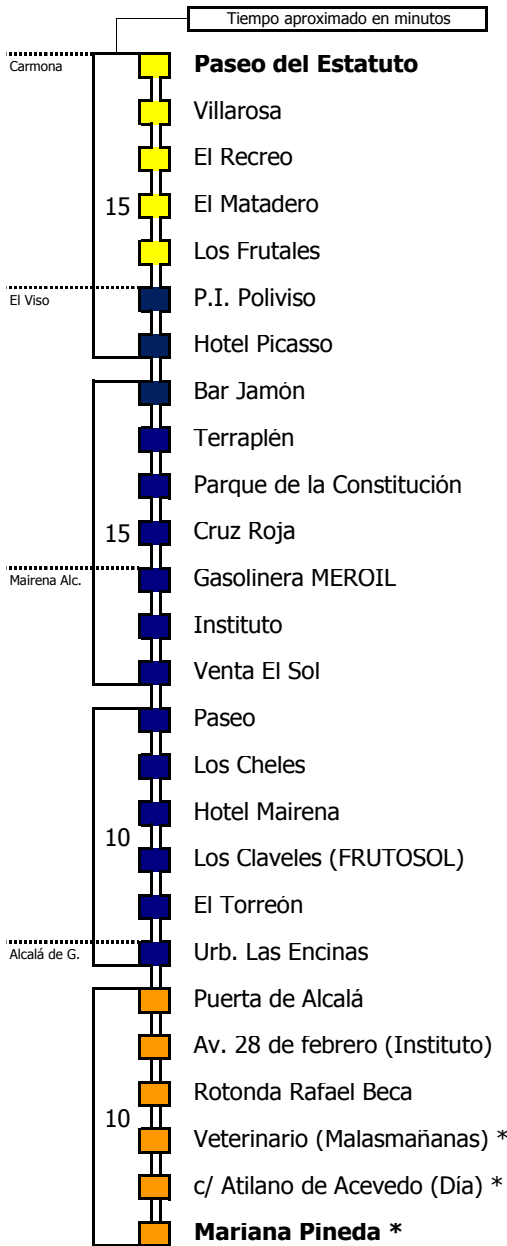 Tiempo aproximado en minutos
Carmona
Paseo del Estatuto
Villarosa
El Recreo
15
El Matadero
Los Frutales
El Viso
P.I. Poliviso
Hotel Picasso
Bar Jamón
Terraplén
Parque de la Constitución
15
Cruz Roja
Mairena Alc.
Gasolinera MEROIL
Instituto
Venta El Sol
Paseo
Los Cheles
Hotel Mairena
10
Los Claveles (FRUTOSOL)
El Torreón
Alcalá de G.
Urb. Las Encinas
Puerta de Alcalá
Av. 28 de febrero (Instituto)
Rotonda Rafael Beca
10
Veterinario (Malasmañanas) *
c/ Atilano de Acevedo (Día) *
Mariana Pineda *